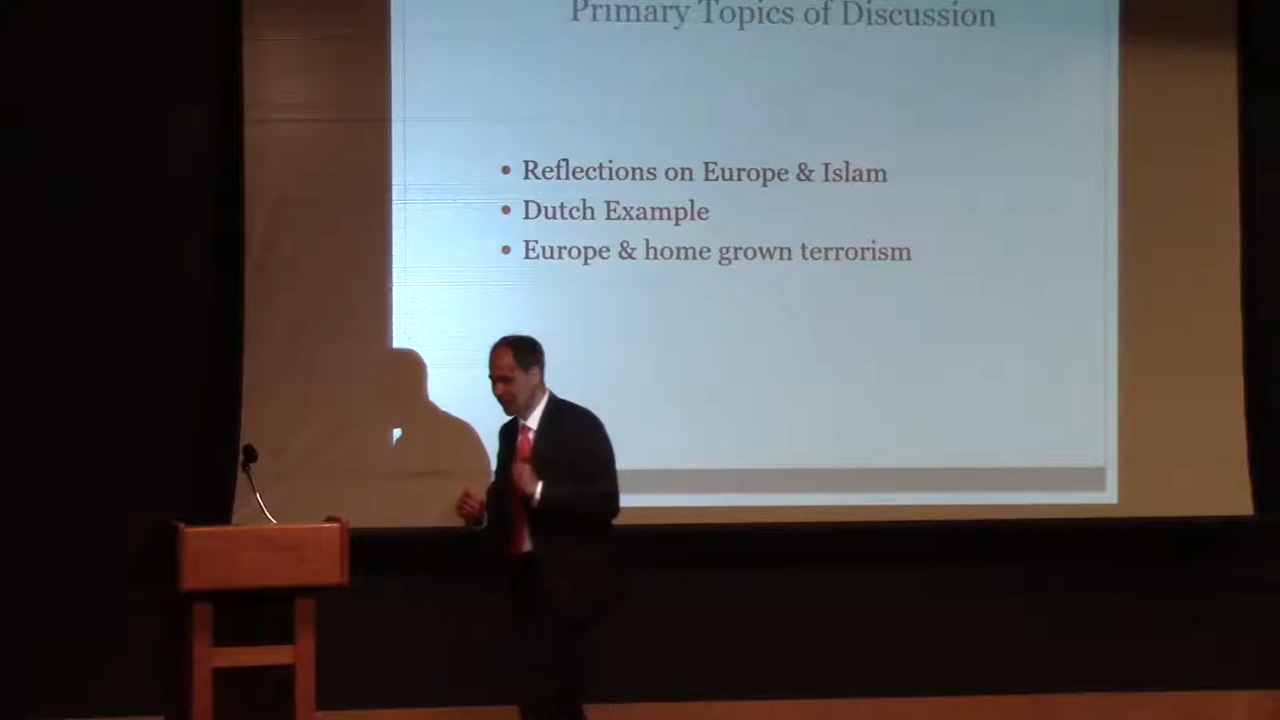 Primary Topics of Discussion
• Reflections on Europe & Islam
• Dutch Example
• Europe & home grown terrorism